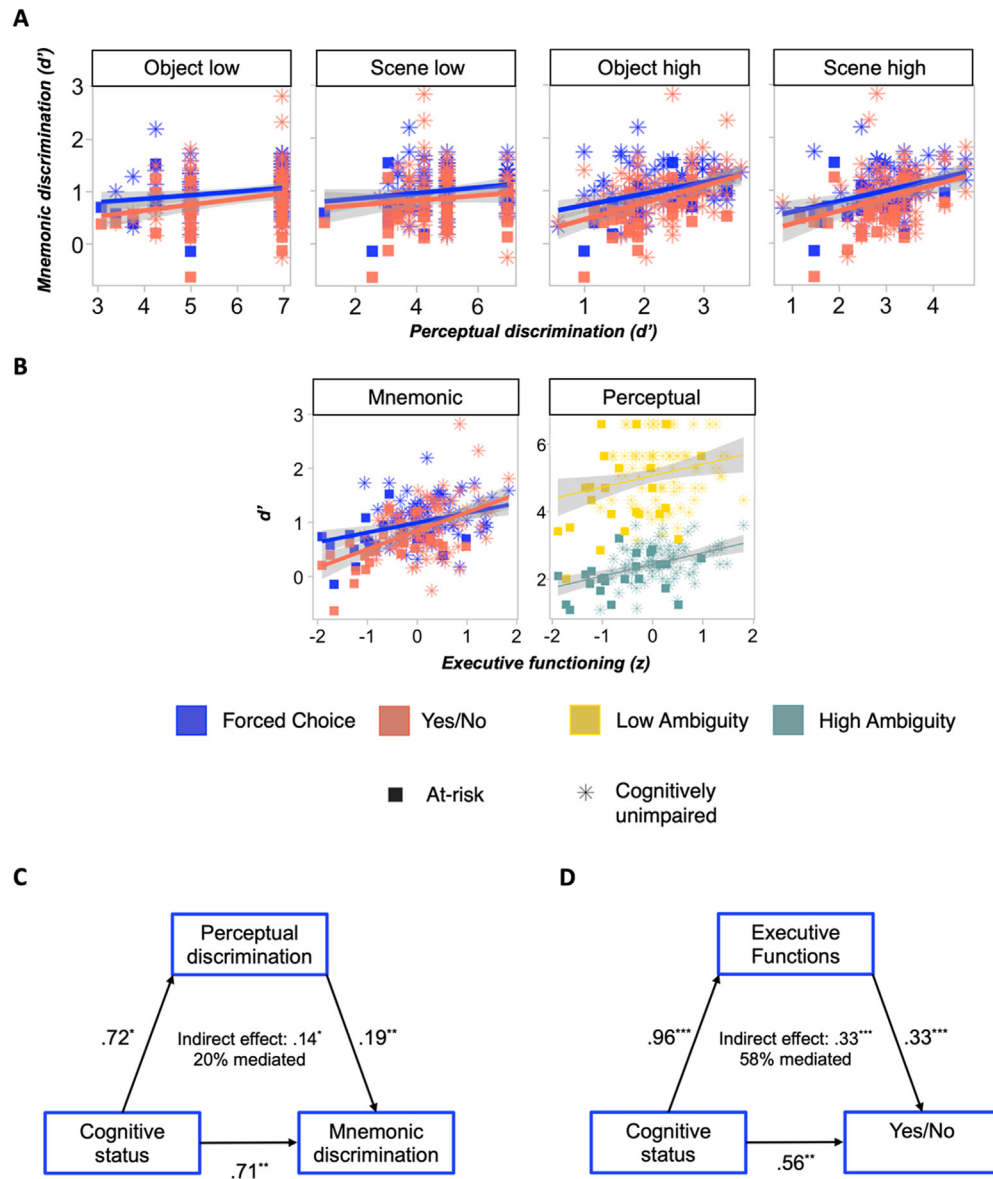 A
Object low
Scene low
Object high
Scene high
Mnemonic discrimination (d')
3
2
1
0
3 4 5 6 7
2 4 6
1 2 3
1 2 3 4
Perceptual discrimination (d')
B
Mnemonic
Perceptual
d'
3
2
1
0
6
4
2
-2 -1 0 1 2
-2 -1 0 1 2
Executive functioning (z)
Forced Choice
Yes/No
Low Ambiguity
High Ambiguity
At-risk
Cognitively
unimpaired
C
Perceptual
discrimination
.72*
Indirect effect: .14*
20% mediated
.19**
Cognitive
status
Mnemonic
discrimination
.71**
D
Executive
Functions
.96***
Indirect effect: .33***
58% mediated
.33***
Cognitive
status
Yes/No
.56**